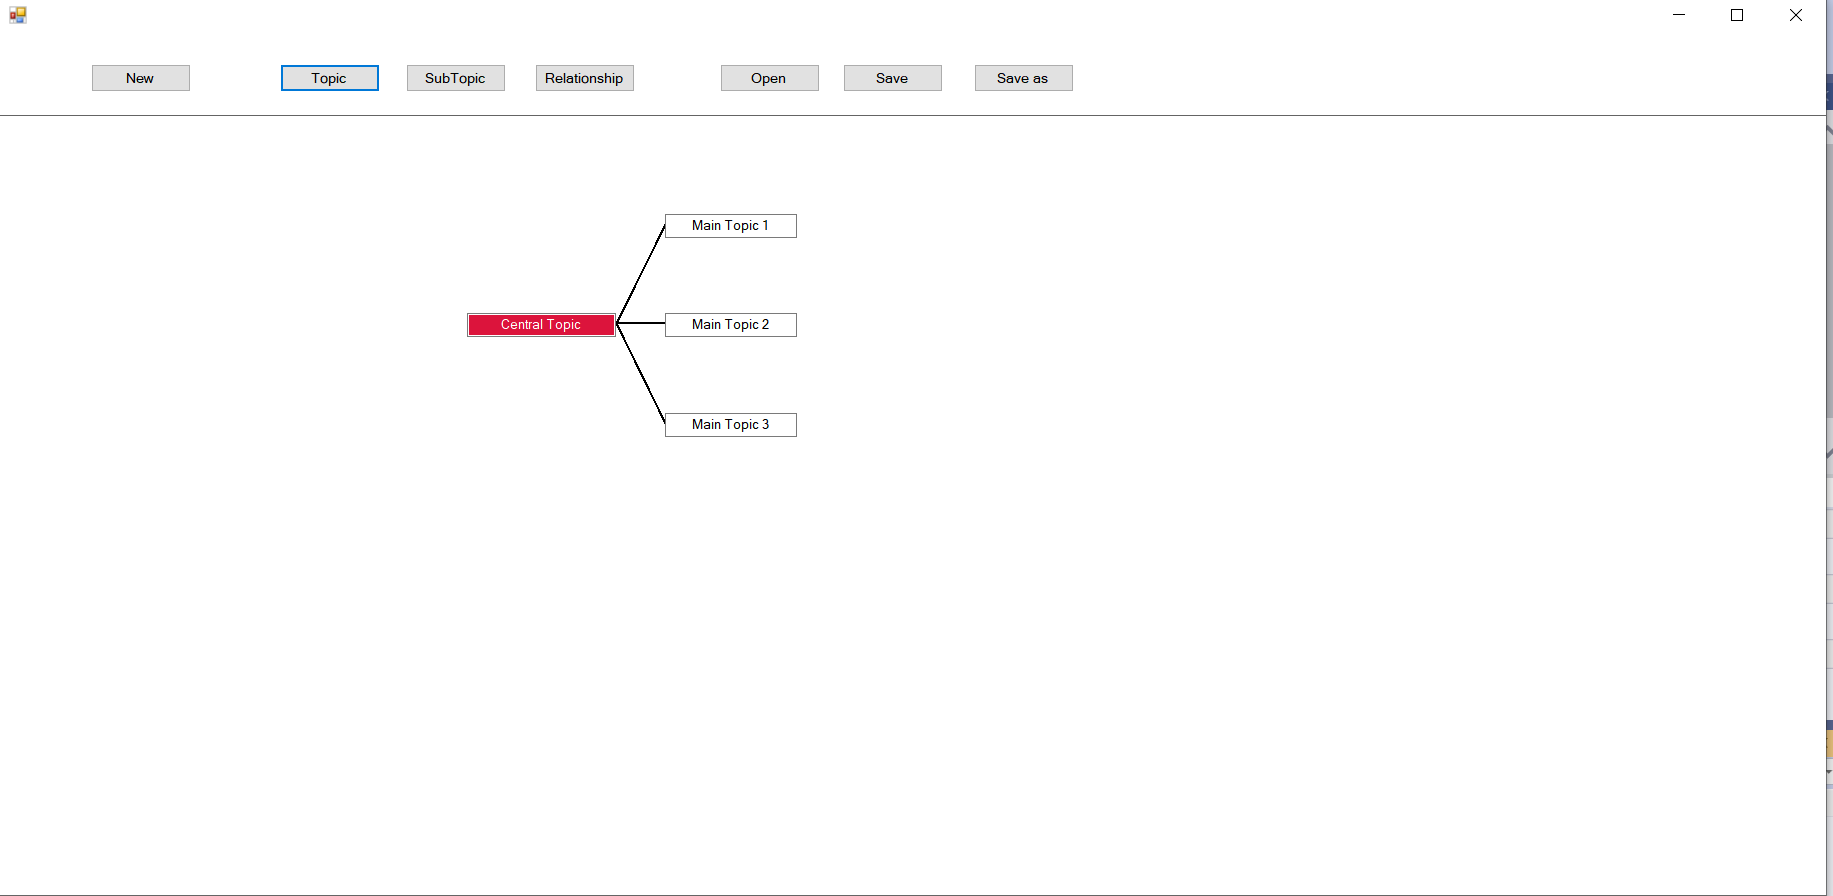 New Topic SubTopic Relationship Open Save Save as
Main Topic 1
Central Topic Main Topic 2
Main Topic 3